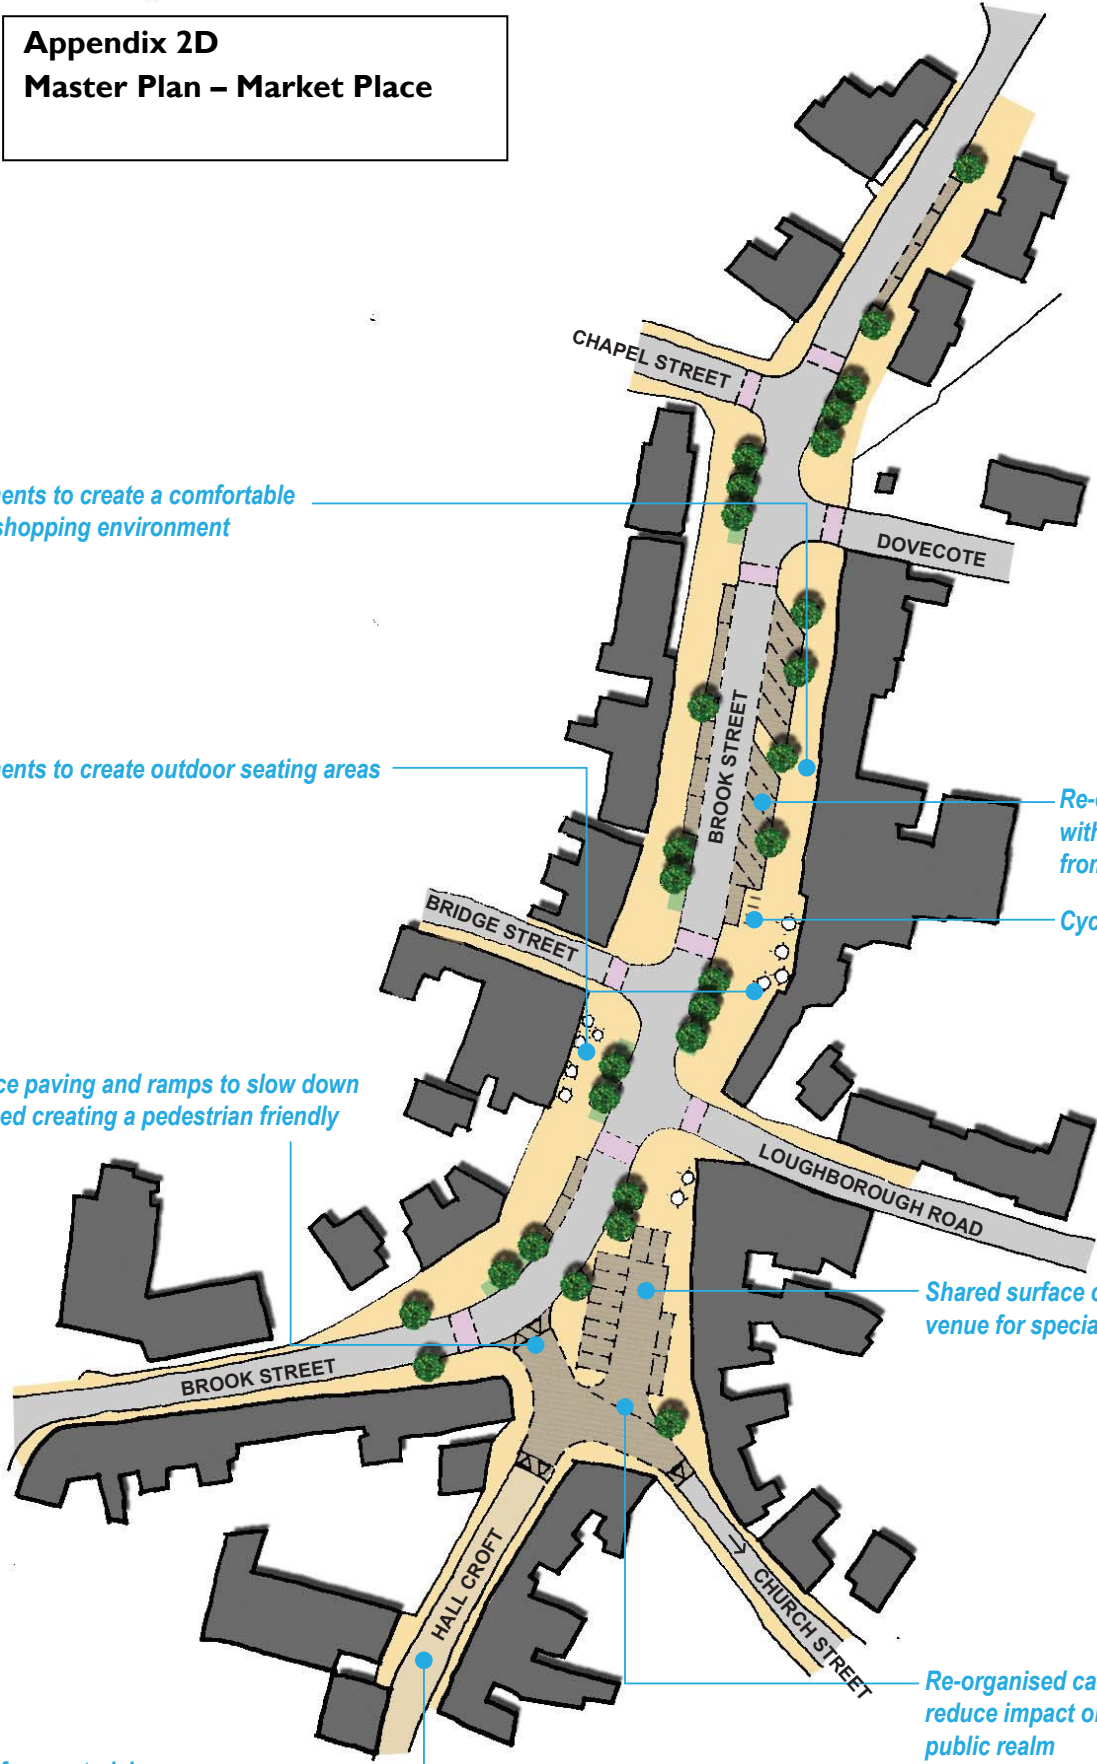 Appendix 2D
Master Plan – Market Place
CHAPEL STREET
ents to create a comfortable
shopping environment
DOVECOTE
BROOK STREET
ents to create outdoor seating areas
Re-
with
from
Cyc
BRIDGE STREET
ce paving and ramps to slow down
ed creating a pedestrian friendly
LOUGHBOROUGH ROAD
Shared surface
venue for specia
BROOK STREET
HALL CROFT
CHURCH STREET
Re-organised ca
reduce impact o
public realm